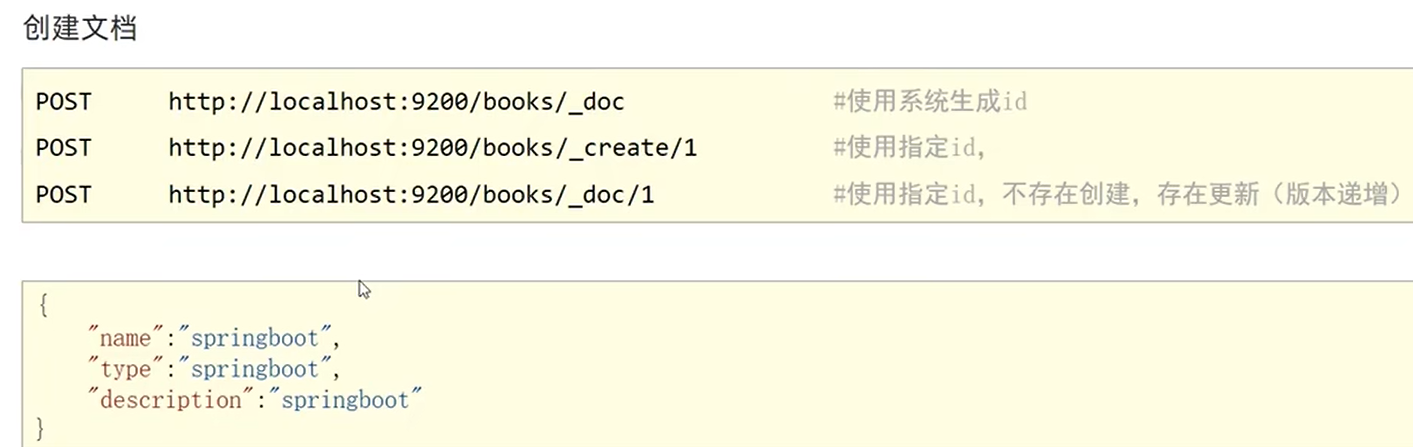 创建文档
POST http://localhost:9200/books/_doc #使用系统生成id
POST http://localhost:9200/books/_create/1 #使用指定id，
POST http://localhost:9200/books/_doc/1 #使用指定id，不存在创建，存在更新（版本递增）
{
"name":"springboot",
"type":"springboot",
"description":"springboot"
}